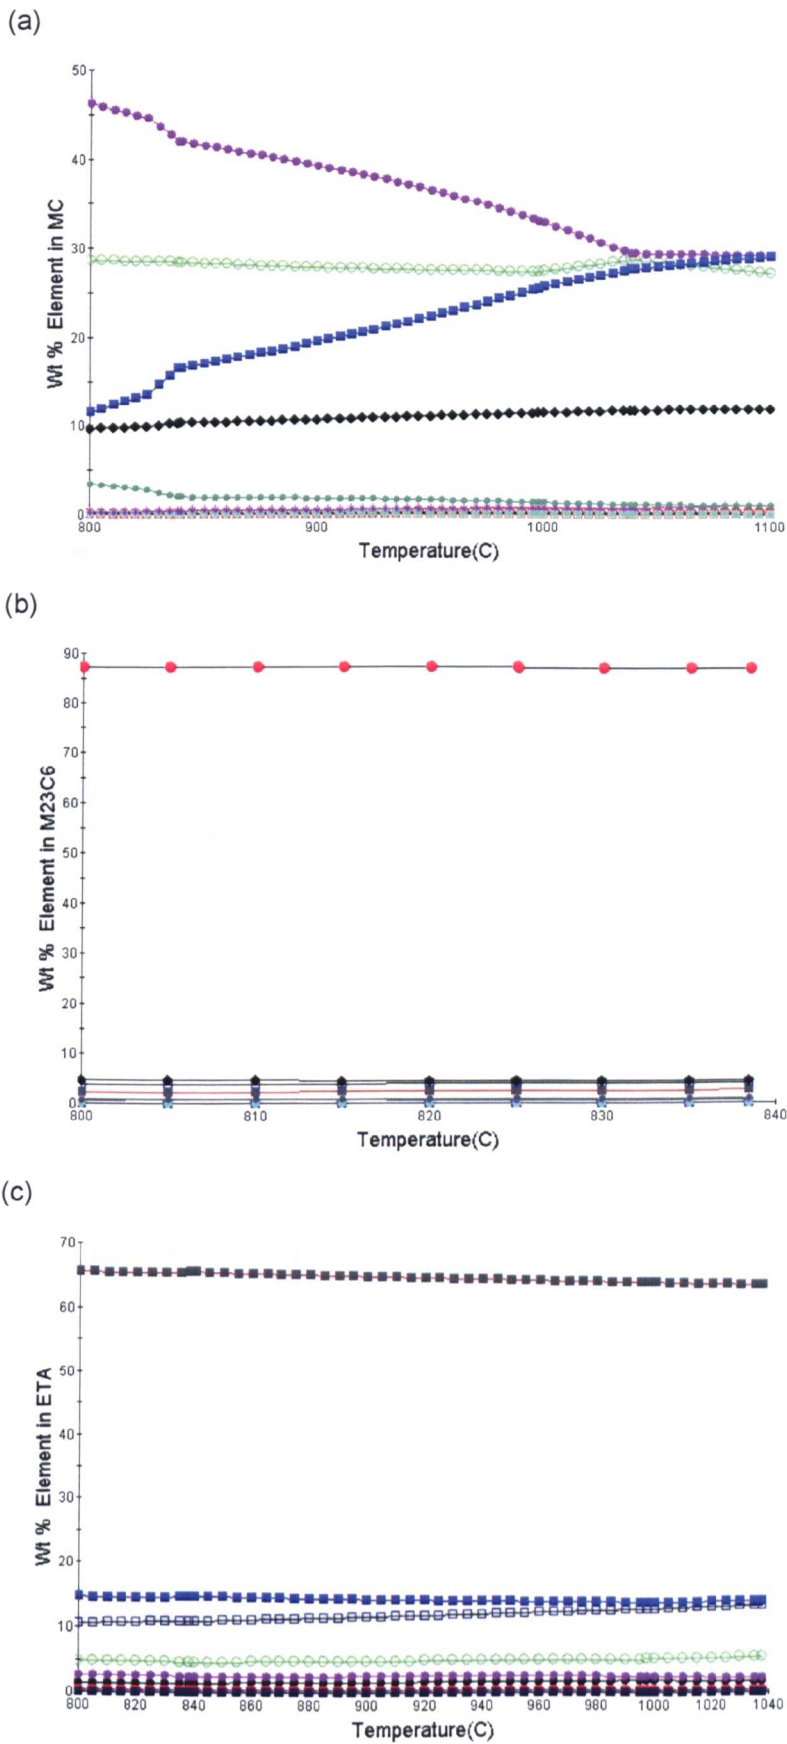 (a)
50
40
30
20
10
0
Wt % Element in MC
800 900 1000 1100
Temperature(C)
(b)
90
80
70
60
50
40
30
20
10
0
Wt % Element in M23C6
800 810 820 830 840
Temperature(C)
(c)
70
60
50
40
30
20
10
0
Wt % Element in ETA
800 820 840 860 880 900 920 940 960 980 1000 1020 1040
Temperature(C)